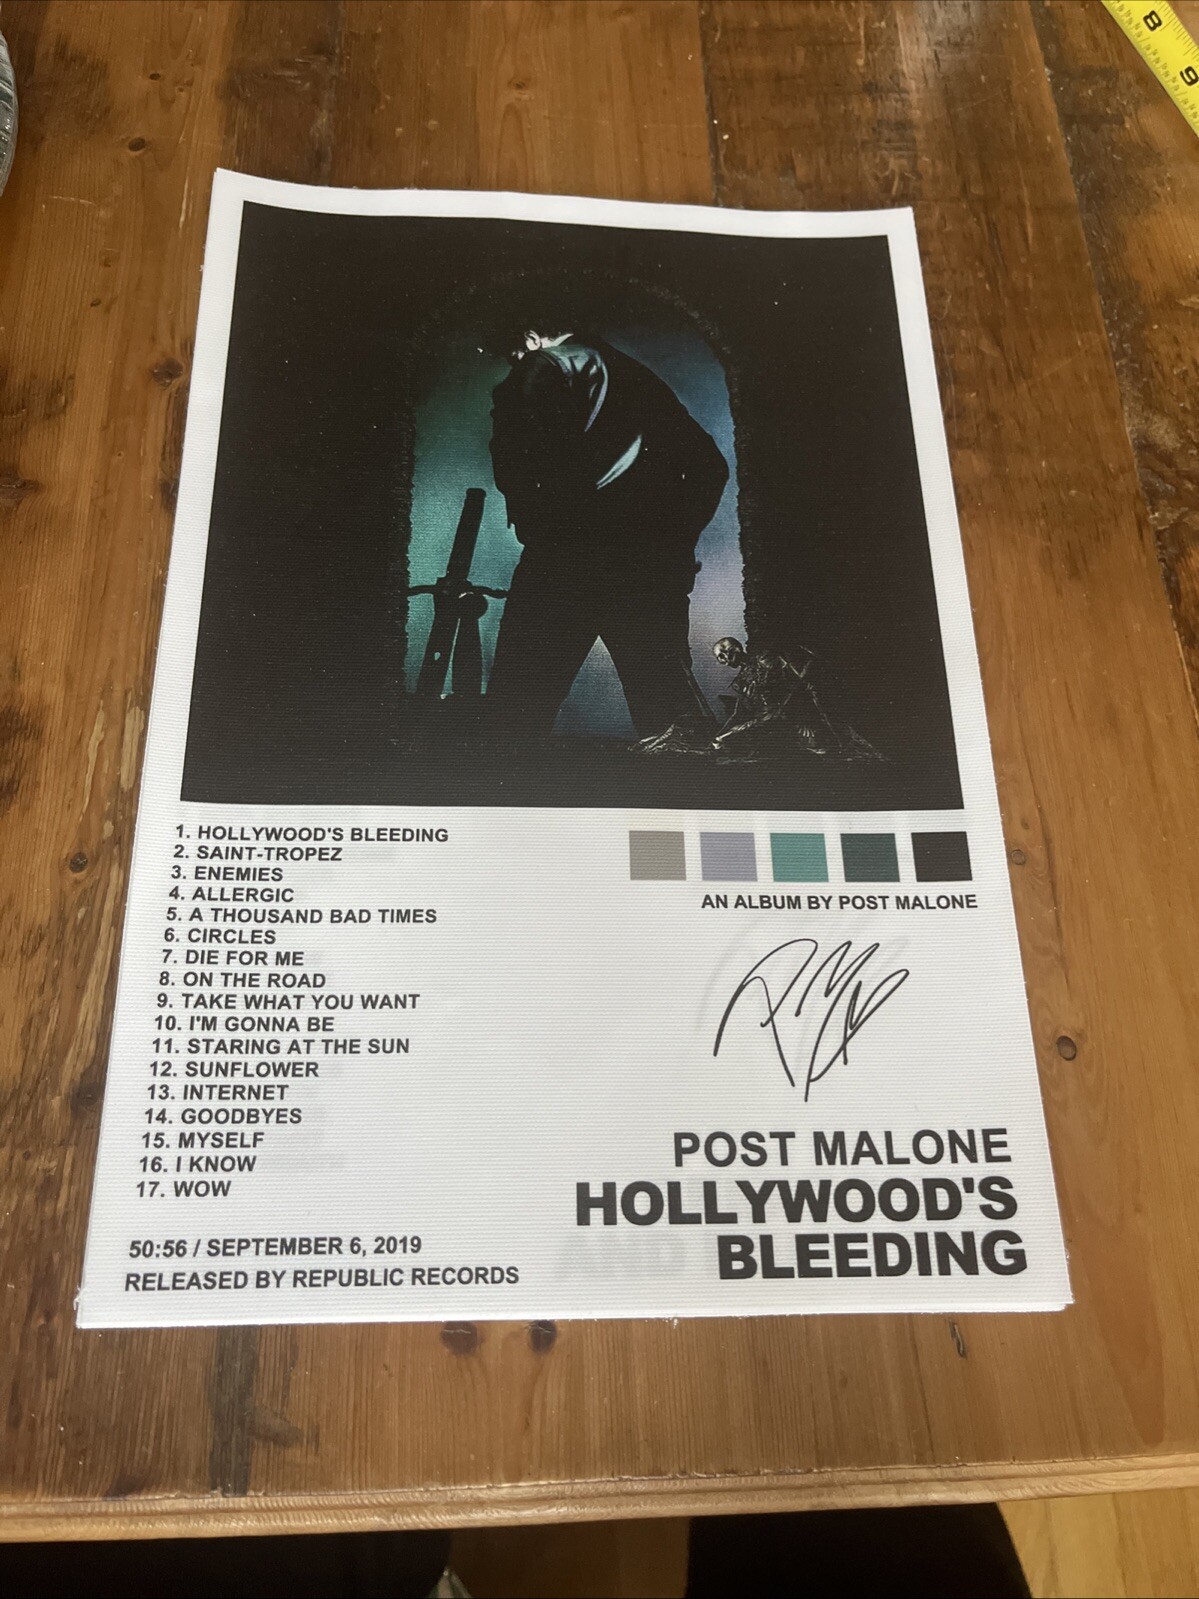 8
9
1. HOLLYWOOD'S BLEEDING
2. SAINT-TROPEZ
3. ENEMIES
4. ALLERGIC
5. A THOUSAND BAD TIMES
6. CIRCLES
7. DIE FOR ME
8. ON THE ROAD
9. TAKE WHAT YOU WANT
10. I'M GONNA BE
11. STARING AT THE SUN
12. SUNFLOWER
13. INTERNET
14. GOODBYES
15. MYSELF
16. I KNOW
17. WOW
50:56 / SEPTEMBER 6, 2019
RELEASED BY REPUBLIC RECORDS
AN ALBUM BY POST MALONE
POST MALONE
HOLLYWOOD'S
BLEEDING